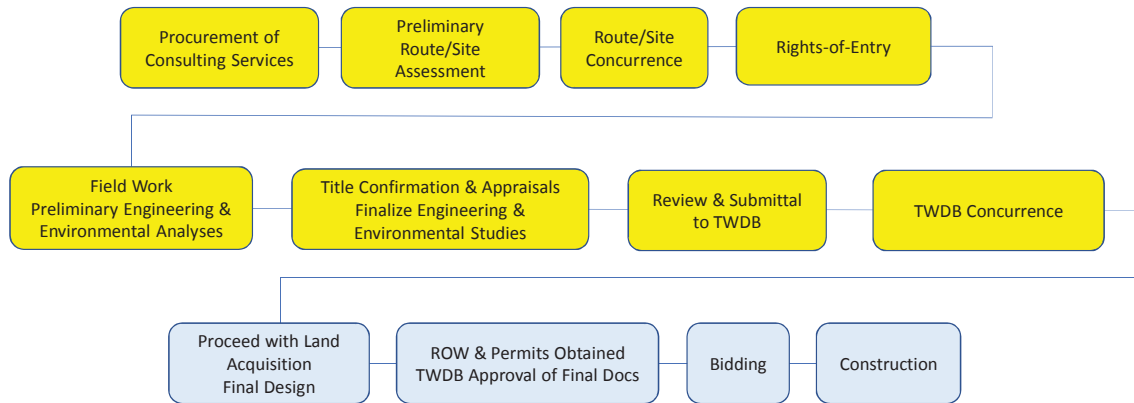 Procurement of
Consulting Services
Preliminary
Route/Site
Assessment
Route/Site
Concurrence
Rights-of-Entry
Field Work
Preliminary Engineering &
Environmental Analyses
Title Confirmation & Appraisals
Finalize Engineering &
Environmental Studies
Review & Submittal
to TWDB
TWDB Concurrence
Proceed with Land
Acquisition
Final Design
ROW & Permits Obtained
TWDB Approval of Final Docs
Bidding
Construction